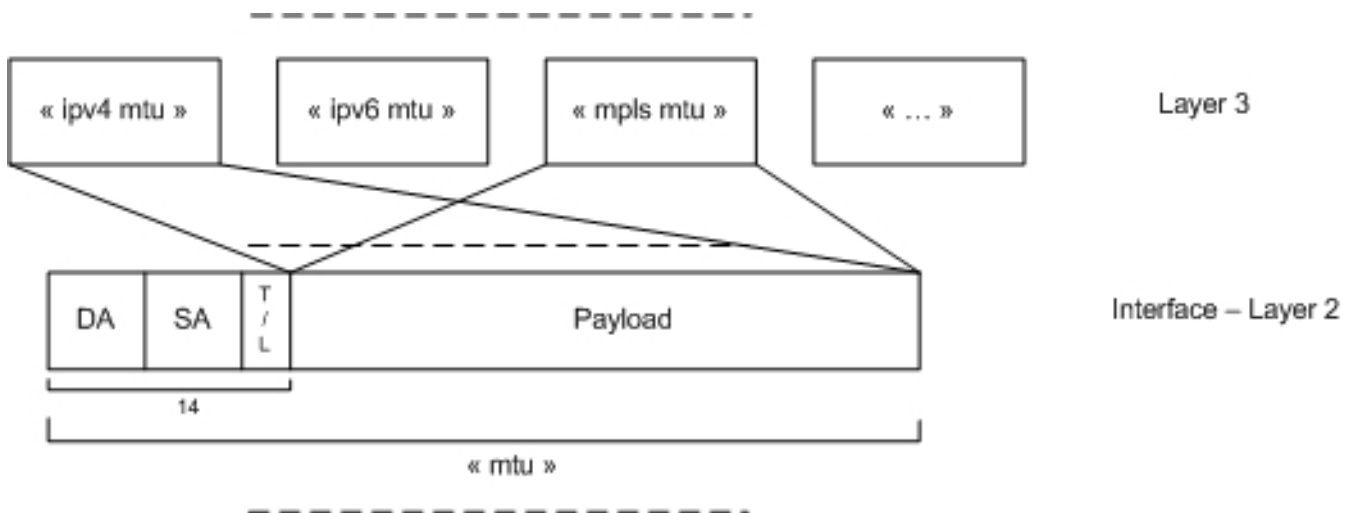 « ipv4 mtu »
« ipv6 mtu »
« mpls mtu »
« ... »
Layer 3
DA
SA
T
/
L
Payload
Interface – Layer 2
14
« mtu »